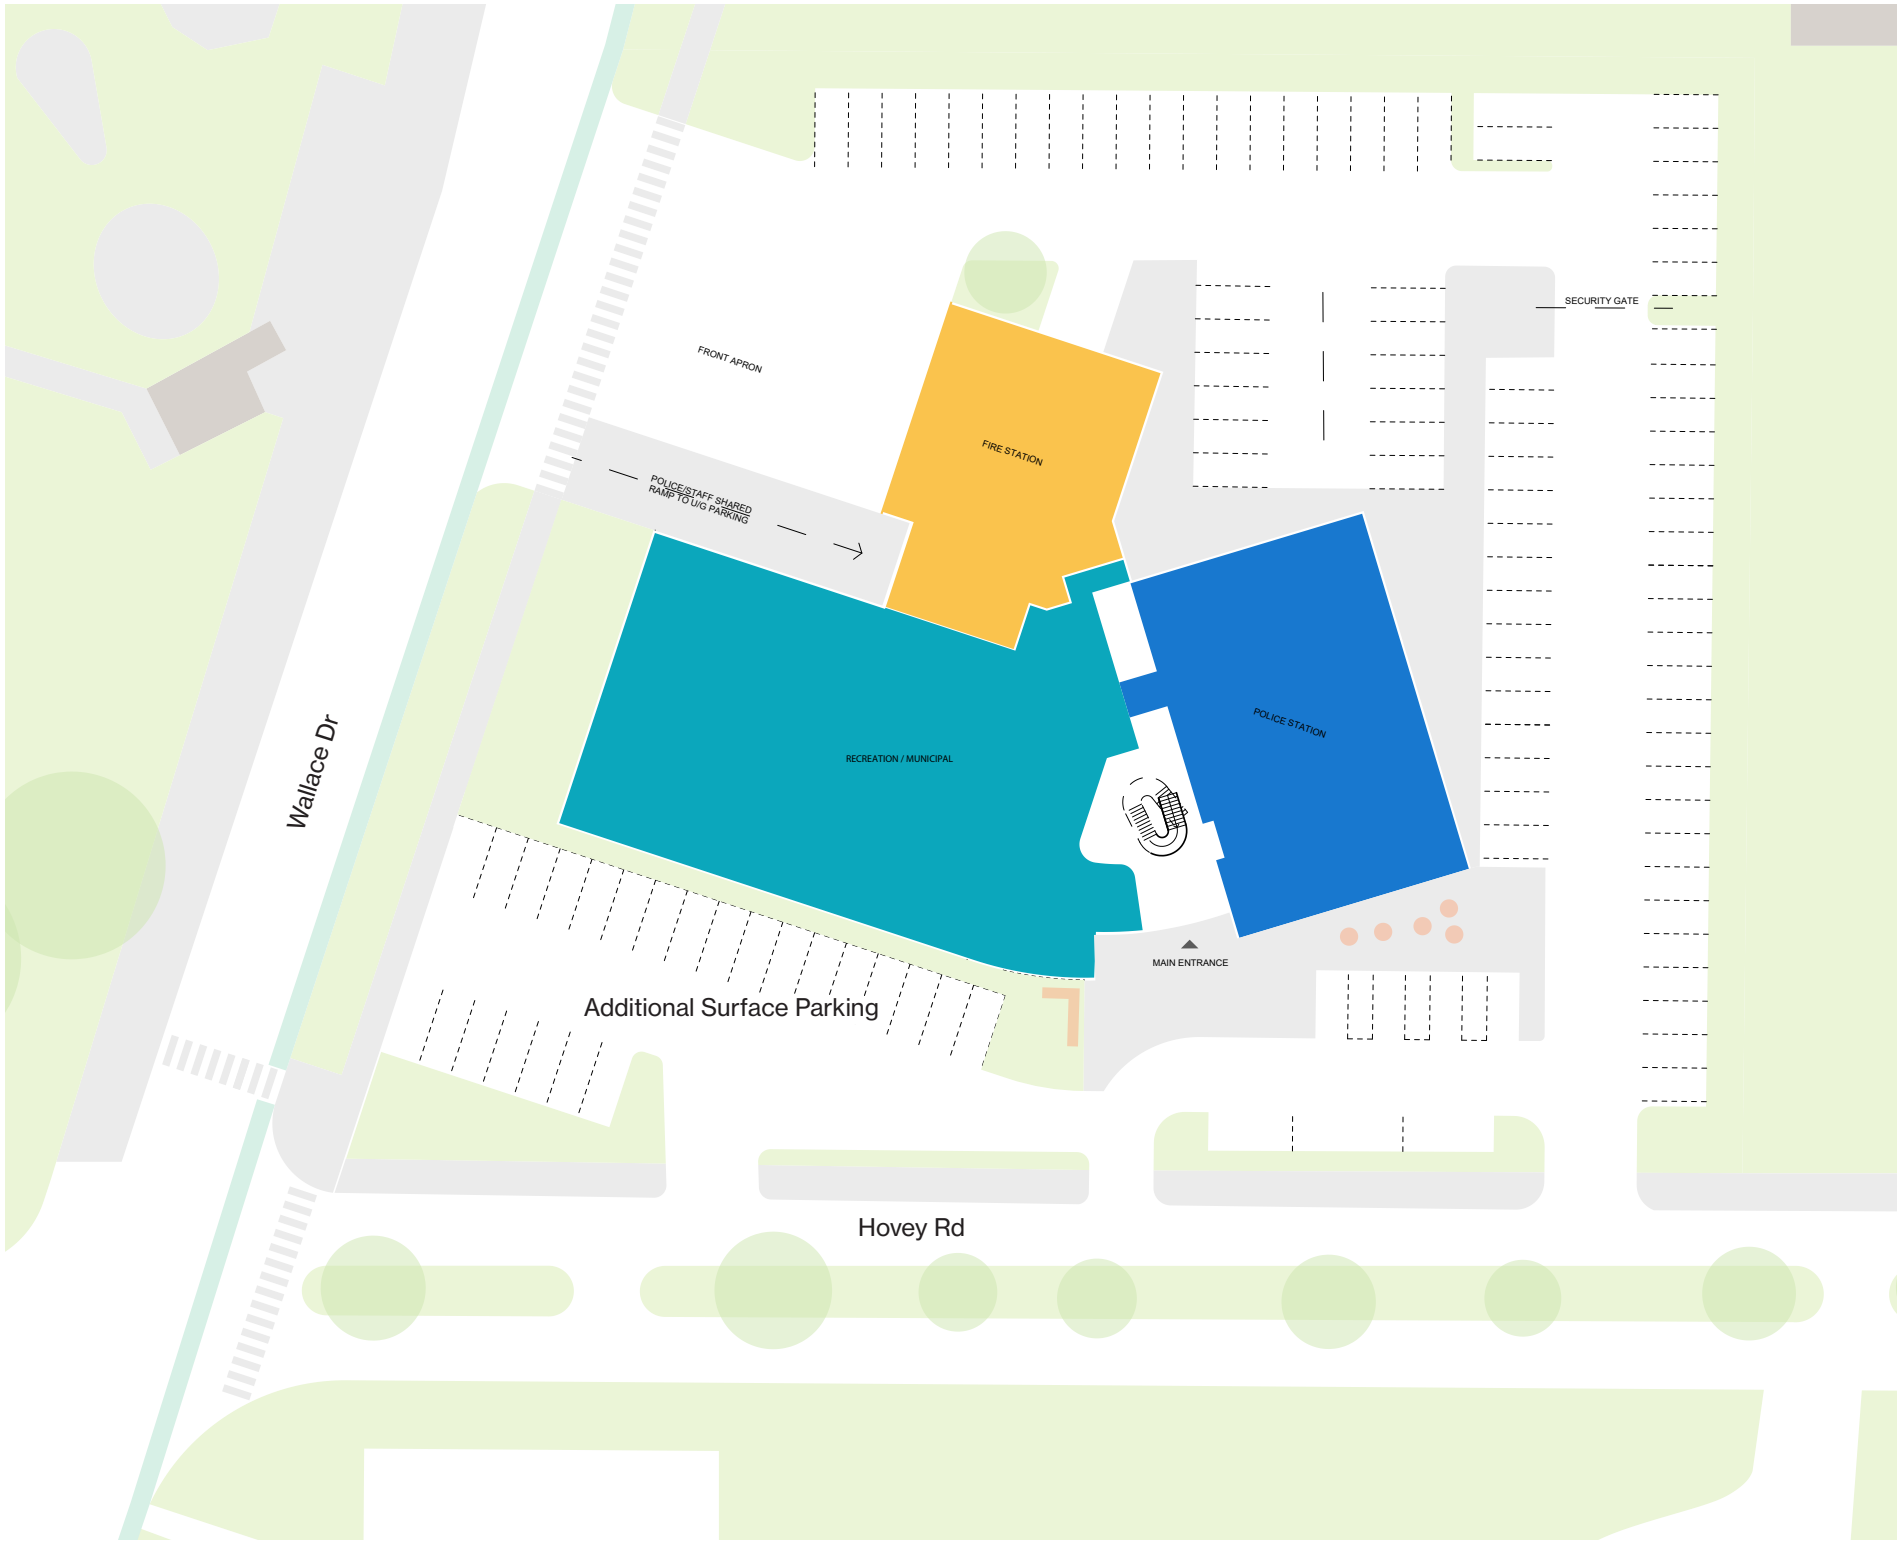 SECURITY GATE
FRONT APRON
FIRE STATION
POLICE/STAFF SHARED
RAMP TO U/G PARKING
POLICE STATION
RECREATION / MUNICIPAL
Wallace Dr
MAIN ENTRANCE
Additional Surface Parking
Hovey Rd